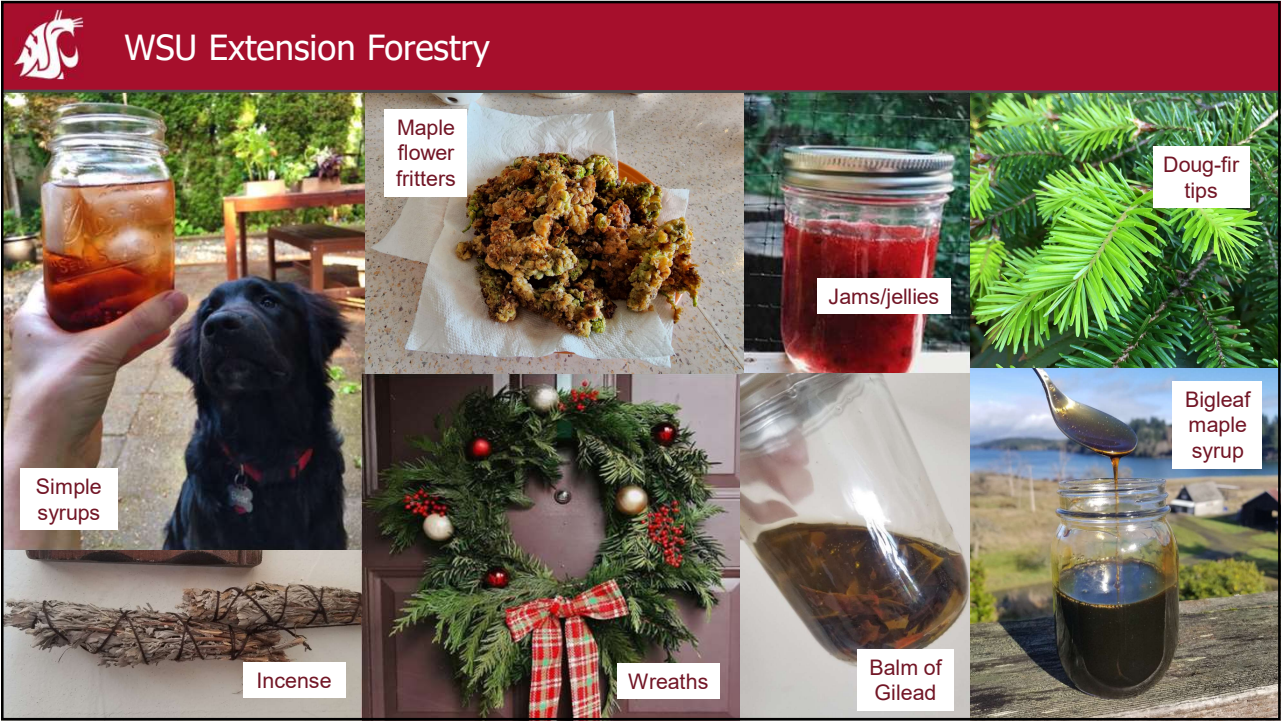 WSU Extension Forestry
Maple
flower
fritters
Doug-fir
tips
Jams/jellies
Bigleaf
maple
syrup
Simple
syrups
Incense
Wreaths
Balm of
Gilead